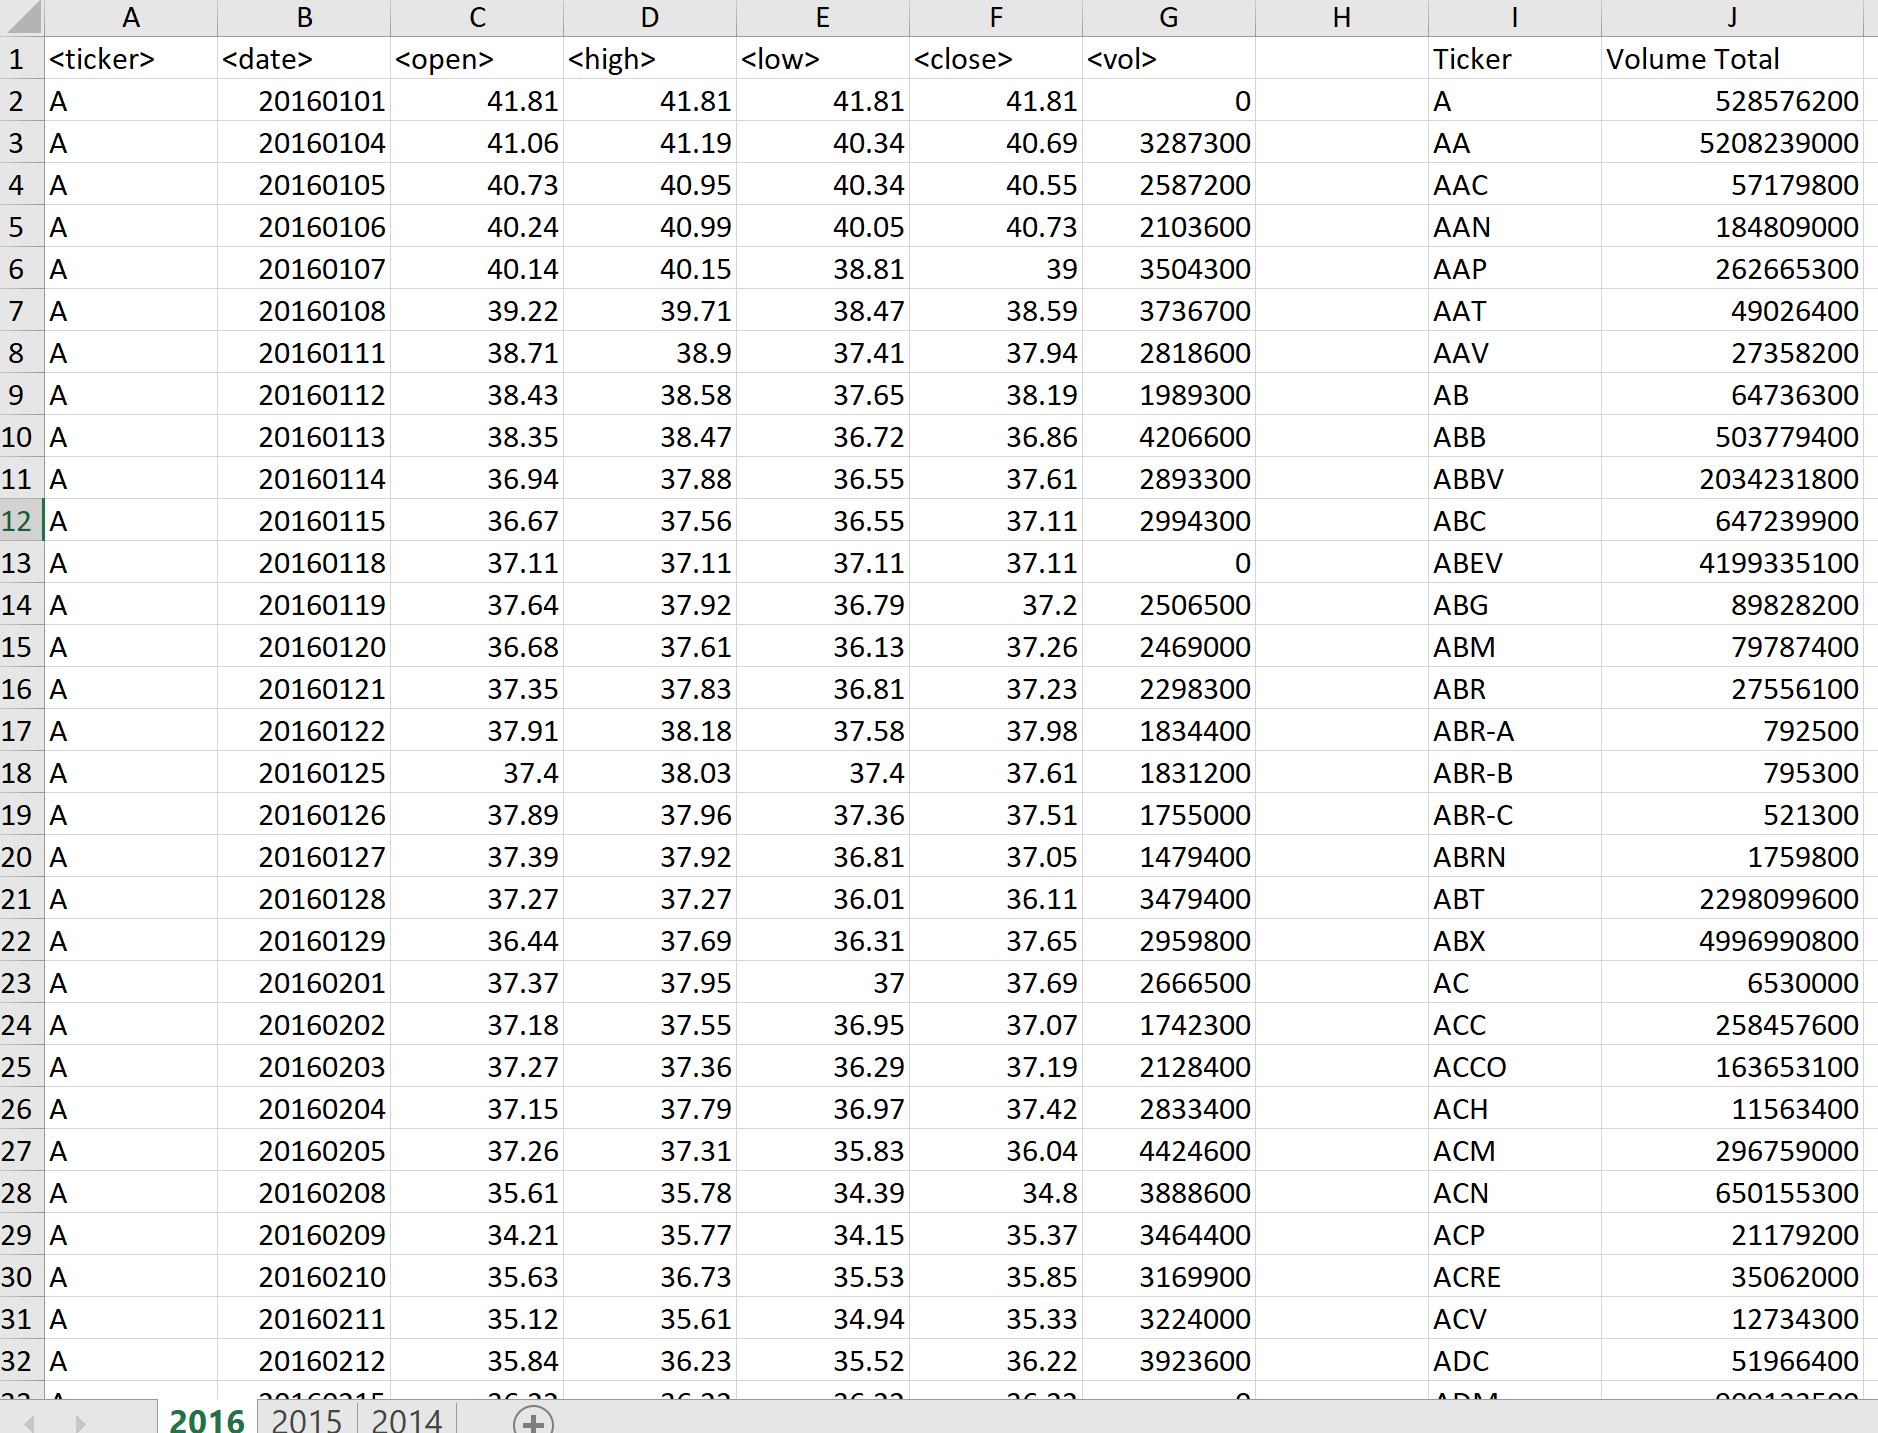 A B C D E F G H I J
1 <ticker> <date> <open> <high> <low> <close> <vol> Ticker Volume Total
2 A 20160101 41.81 41.81 41.81 41.81 0 A 528576200
3 A 20160104 41.06 41.19 40.34 40.69 3287300 AA 5208239000
4 A 20160105 40.73 40.95 40.34 40.55 2587200 AAC 57179800
5 A 20160106 40.24 40.99 40.05 40.73 2103600 AAN 184809000
6 A 20160107 40.14 40.15 38.81 39 3504300 AAP 262665300
7 A 20160108 39.22 39.71 38.47 38.59 3736700 AAT 49026400
8 A 20160111 38.71 38.9 37.41 37.94 2818600 AAV 27358200
9 A 20160112 38.43 38.58 37.65 38.19 1989300 AB 64736300
10 A 20160113 38.35 38.47 36.72 36.86 4206600 ABB 503779400
11 A 20160114 36.94 37.88 36.55 37.61 2893300 ABBV 2034231800
12 A 20160115 36.67 37.56 36.55 37.11 2994300 ABC 647239900
13 A 20160118 37.11 37.11 37.11 37.11 0 ABEV 4199335100
14 A 20160119 37.64 37.92 36.79 37.2 2506500 ABG 89828200
15 A 20160120 36.68 37.61 36.13 37.26 2469000 ABM 79787400
16 A 20160121 37.35 37.83 36.81 37.23 2298300 ABR 27556100
17 A 20160122 37.91 38.18 37.58 37.98 1834400 ABR-A 792500
18 A 20160125 37.4 38.03 37.4 37.61 1831200 ABR-B 795300
19 A 20160126 37.89 37.96 37.36 37.51 1755000 ABR-C 521300
20 A 20160127 37.39 37.92 36.81 37.05 1479400 ABRN 1759800
21 A 20160128 37.27 37.27 36.01 36.11 3479400 ABT 2298099600
22 A 20160129 36.44 37.69 36.31 37.65 2959800 ABX 4996990800
23 A 20160201 37.37 37.95 37 37.69 2666500 AC 6530000
24 A 20160202 37.18 37.55 36.95 37.07 1742300 ACC 258457600
25 A 20160203 37.27 37.36 36.29 37.19 2128400 ACCO 163653100
26 A 20160204 37.15 37.79 36.97 37.42 2833400 ACH 11563400
27 A 20160205 37.26 37.31 35.83 36.04 4424600 ACM 296759000
28 A 20160208 35.61 35.78 34.39 34.8 3888600 ACN 650155300
29 A 20160209 34.21 35.77 34.15 35.37 3464400 ACP 21179200
30 A 20160210 35.63 36.73 35.53 35.85 3169900 ACRE 35062000
31 A 20160211 35.12 35.61 34.94 35.33 3224000 ACV 12734300
32 A 20160212 35.84 36.23 35.52 36.22 3923600 ADC 51966400
2016 2015 2014